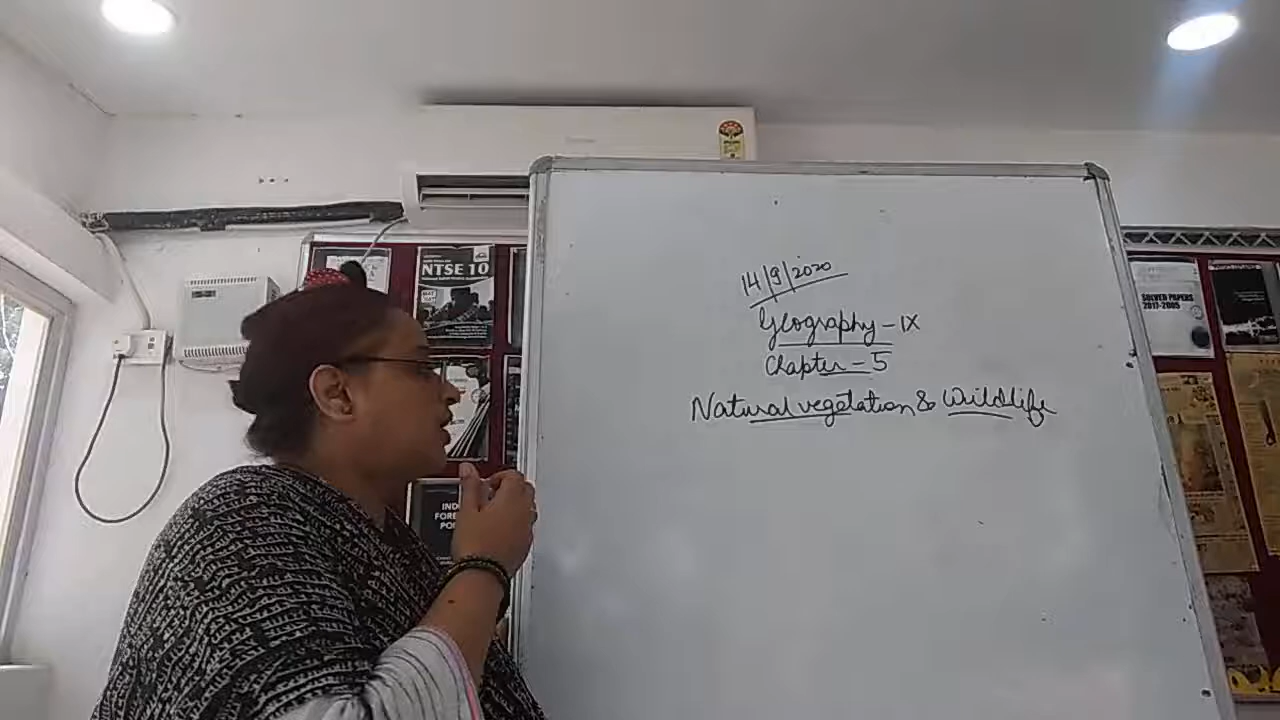 14/9/2020
Geography - IX
Chapter - 5
Natural vegetation & Wildlife
NTSE 10
SOLVED PAPERS
2017-2005